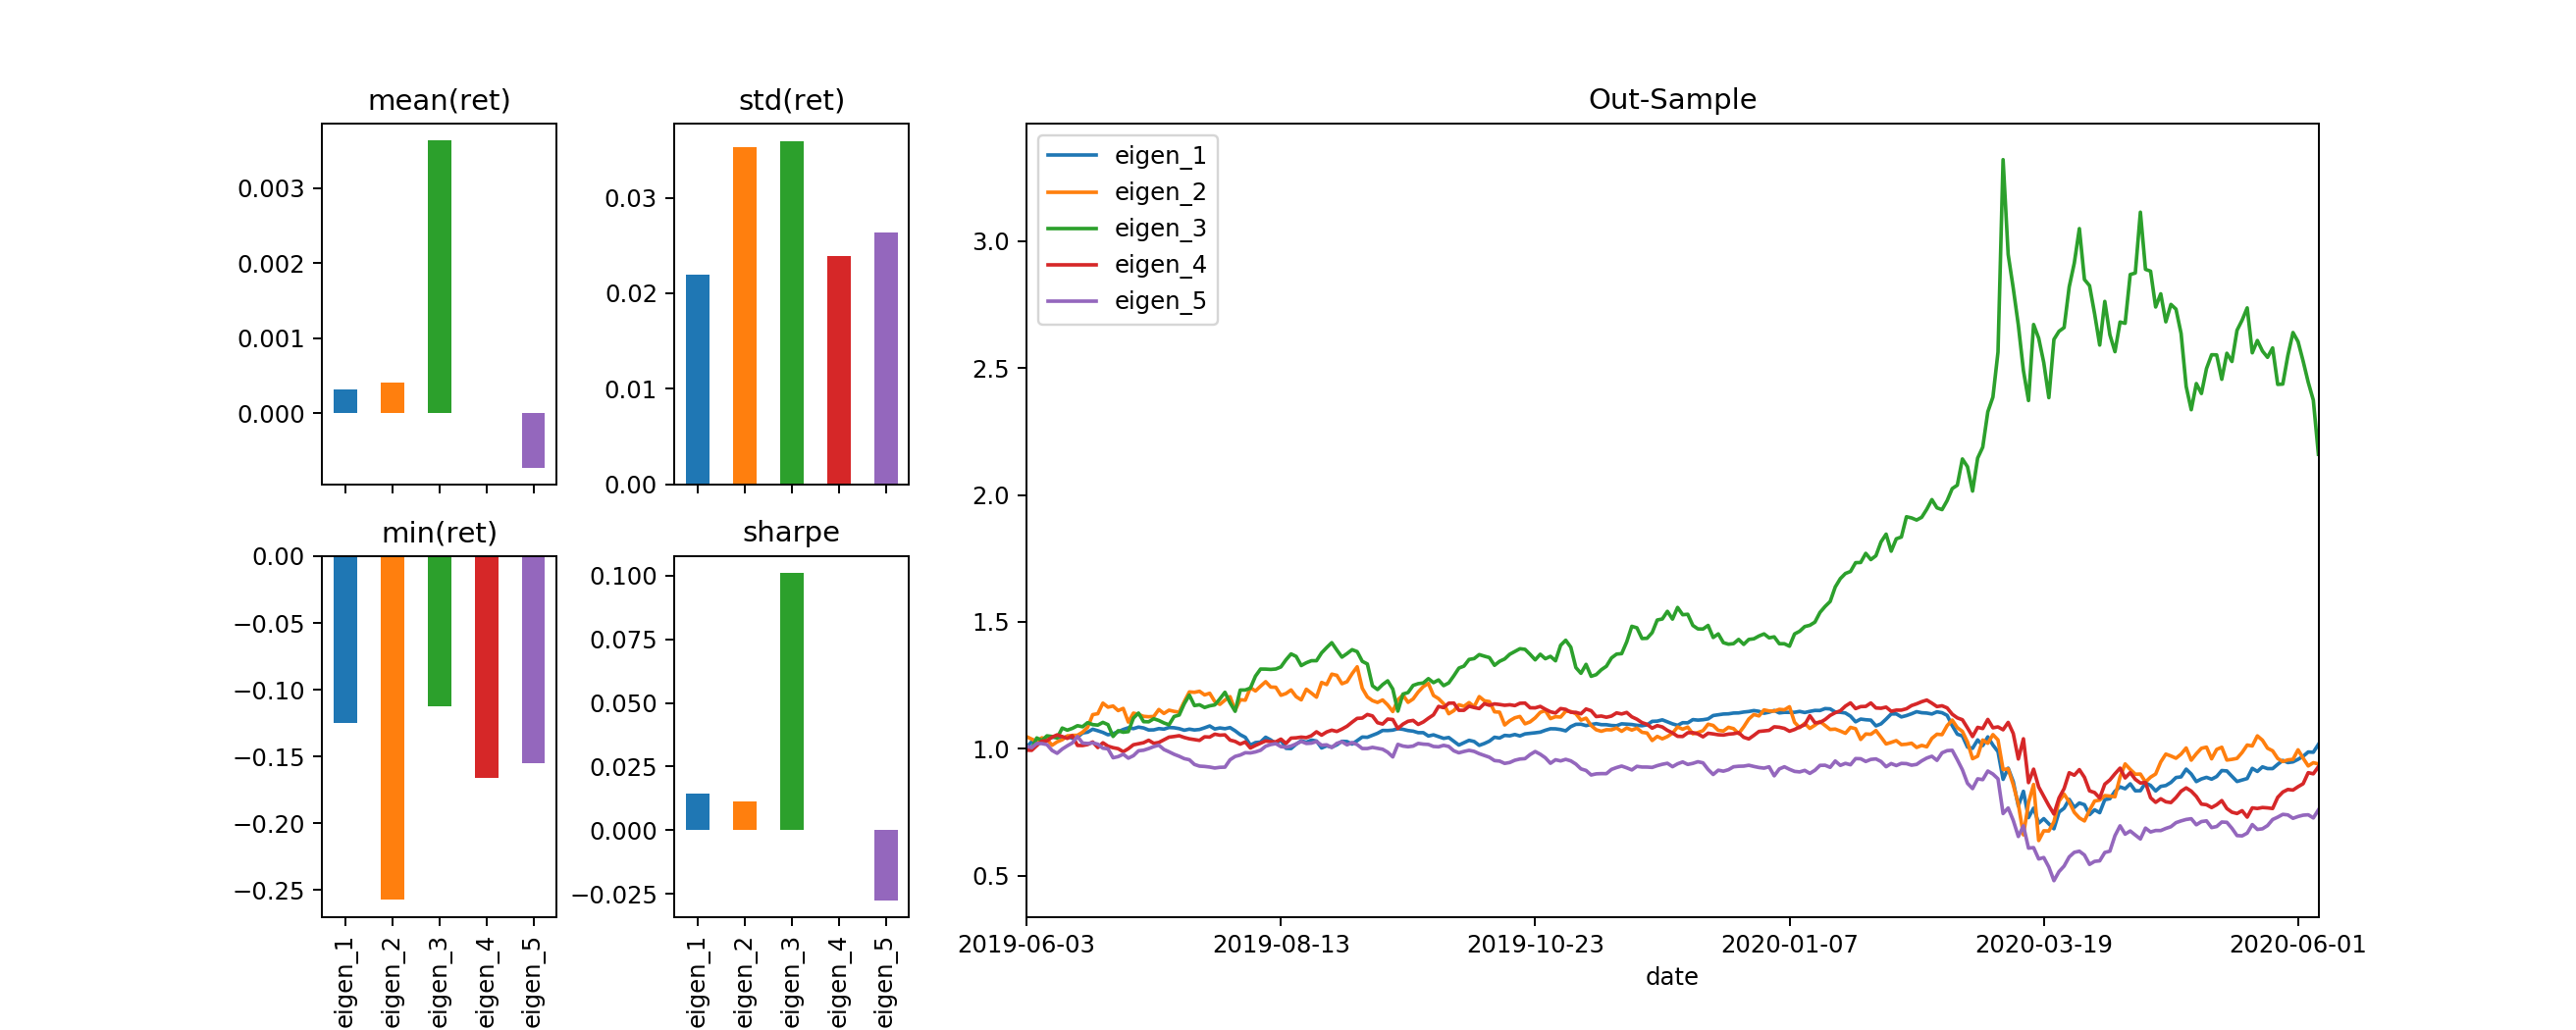 mean(ret)
0.003
0.002
0.001
0.000
std(ret)
0.03
0.02
0.01
0.00
min(ret)
0.00
−0.05
−0.10
−0.15
−0.20
−0.25
eigen_1
eigen_2
eigen_3
eigen_4
eigen_5
sharpe
0.100
0.075
0.050
0.025
0.000
−0.025
eigen_1
eigen_2
eigen_3
eigen_4
eigen_5
Out-Sample
eigen_1
eigen_2
eigen_3
eigen_4
eigen_5
3.0
2.5
2.0
1.5
1.0
0.5
2019-06-03
2019-08-13
2019-10-23
2020-01-07
2020-03-19
2020-06-01
date